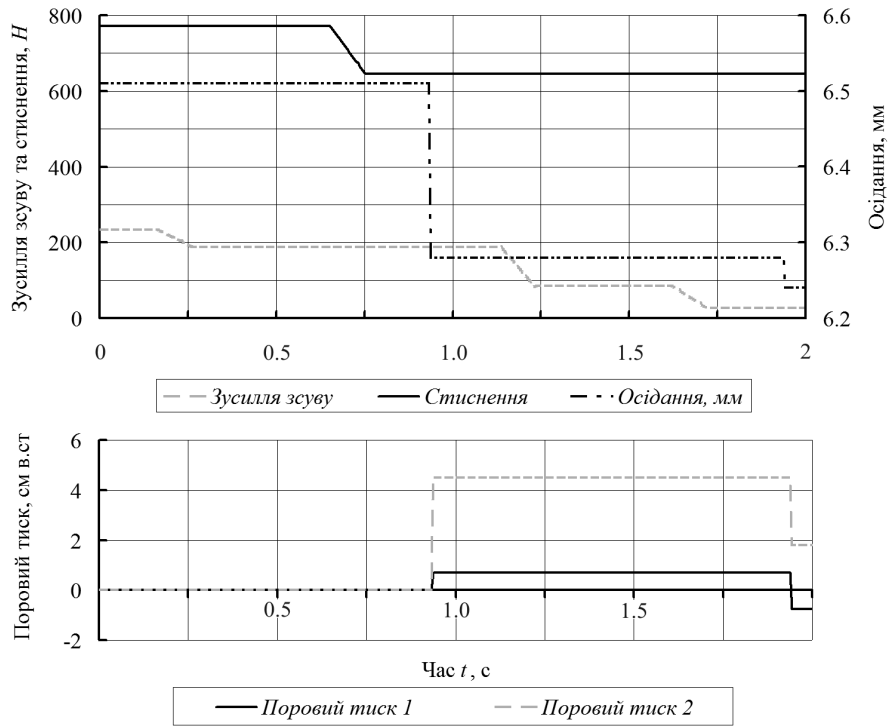 800
600
400
200
0
Зусилля зсуву та стиснення, Н
6.6
6.5
6.4
6.3
6.2
Осідання, мм
0 0.5 1.0 1.5 2
Зусилля зсуву Стиснення Осідання, мм
6
4
2
0
-2
Поровий тиск, см в.ст
0.5 1.0 1.5
Час t, с
Поровий тиск 1 Поровий тиск 2